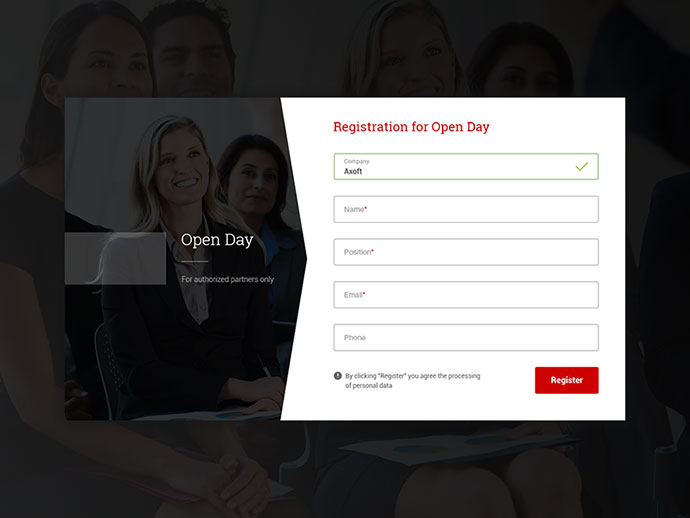 Open Day
For authorized partners only
Registration for Open Day
Company
Axoft
Name*
Position*
Email*
Phone
By clicking "Register" you agree the processing
of personal data
Register